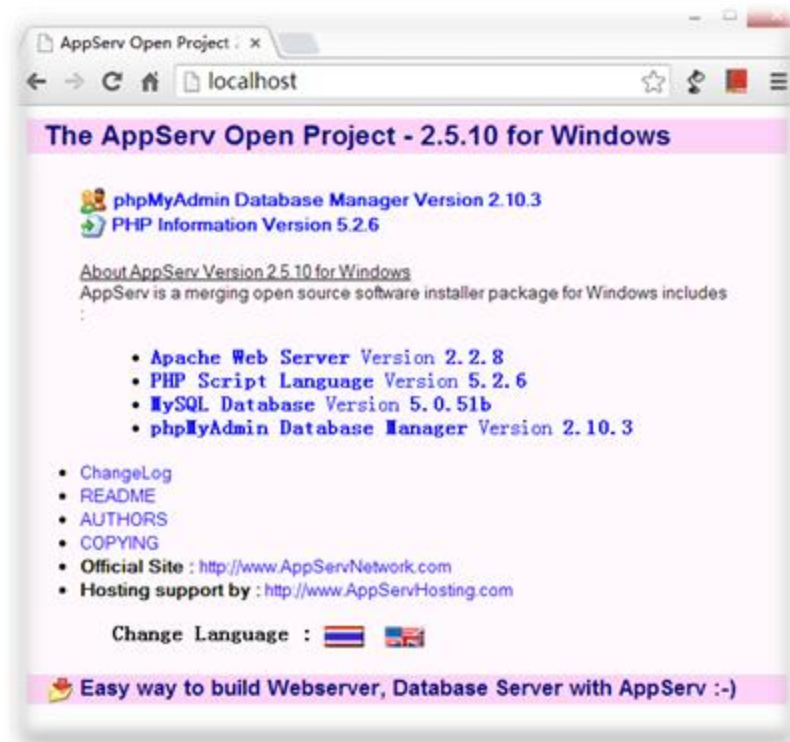 AppServ Open Project
localhost
The AppServ Open Project - 2.5.10 for Windows
phpMyAdmin Database Manager Version 2.10.3
PHP Information Version 5.2.6
About AppServ Version 2.5.10 for Windows
AppServ is a merging open source software installer package for Windows includes
:
• Apache Web Server Version 2.2.8
• PHP Script Language Version 5.2.6
• MySQL Database Version 5.0.51b
• phpMyAdmin Database Manager Version 2.10.3
• ChangeLog
• README
• AUTHORS
• COPYING
• Official Site : http://www.AppServNetwork.com
• Hosting support by : http://www.AppServHosting.com
Change Language :
Easy way to build Webserver, Database Server with AppServ :-)